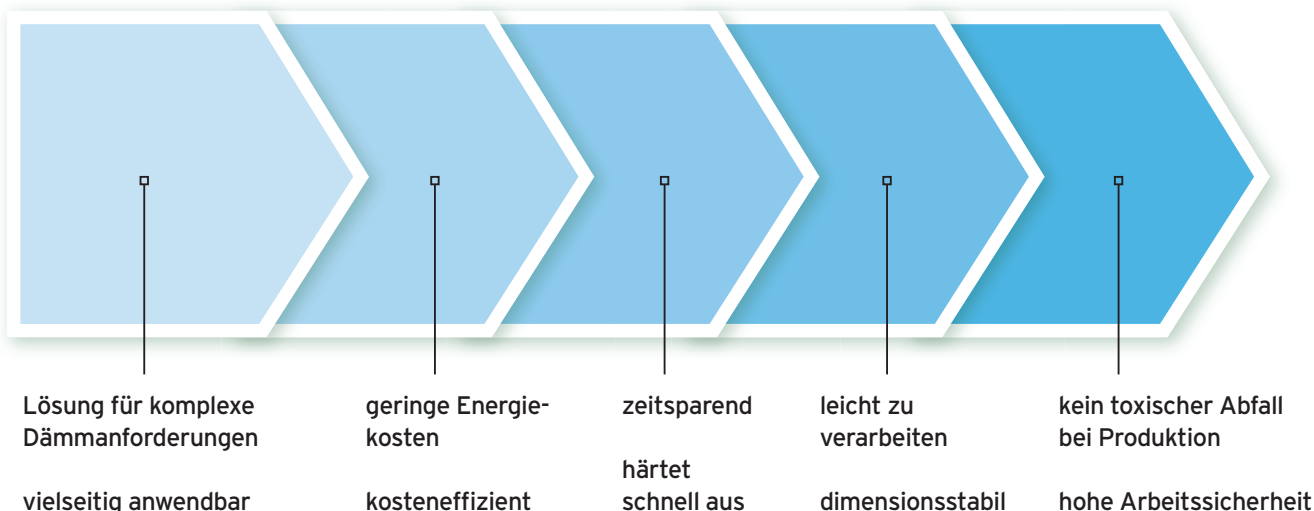 Lösung für komplexe
Dämmanforderungen
vielseitig anwendbar
geringe Energie-
kosten
kosteneffizient
zeitsparend
härtet
schnell aus
leicht zu
verarbeiten
dimensionsstabil
kein toxischer Abfall
bei Produktion
hohe Arbeitssicherheit